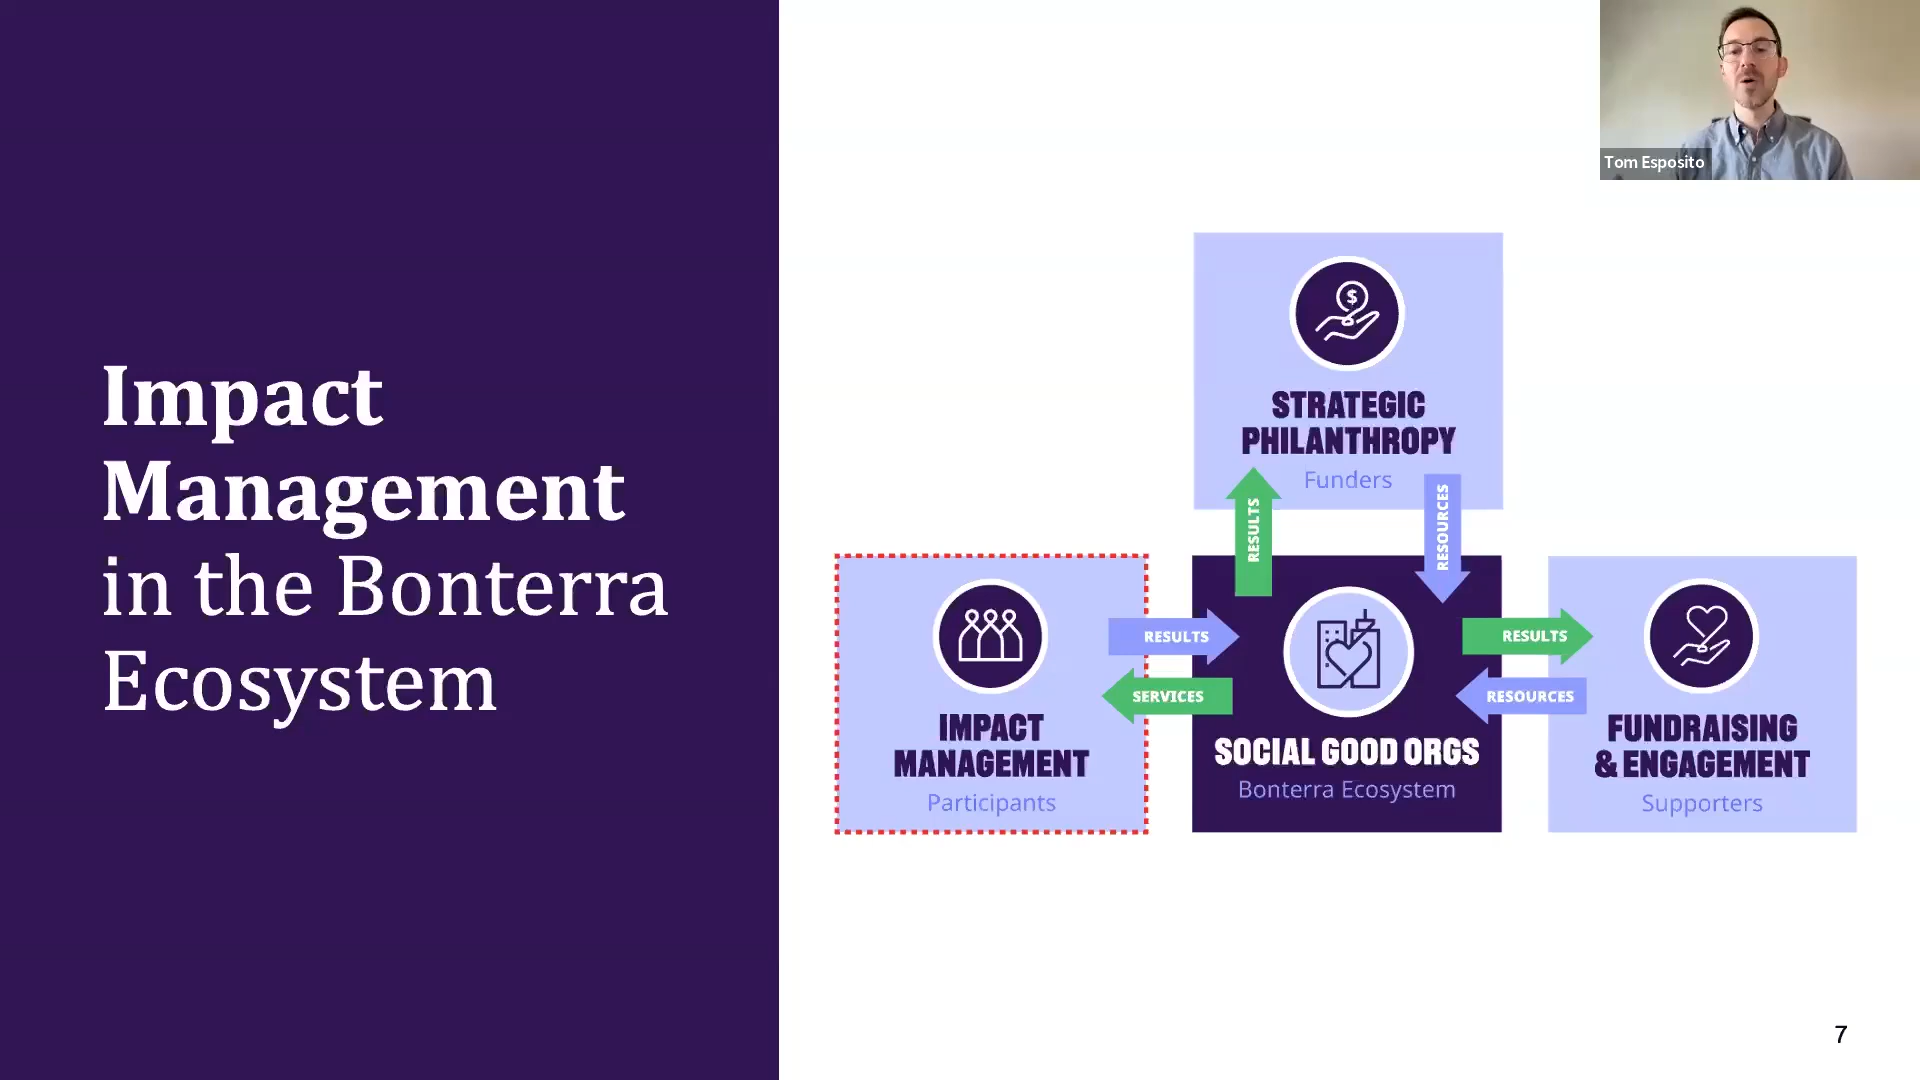 Impact
Management
in the Bonterra
Ecosystem
Tom Esposito
$
STRATEGIC
PHILANTHROPY
Funders
RESULTS
RESOURCES
IMPACT
MANAGEMENT
Participants
RESULTS
SERVICES
SOCIAL GOOD ORGS
Bonterra Ecosystem
RESULTS
RESOURCES
FUNDRAISING
& ENGAGEMENT
Supporters
7